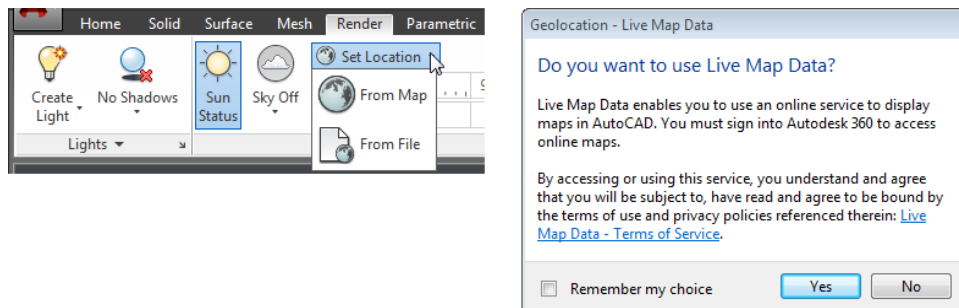 Home Solid Surface Mesh Render Parametric
Set Location
Create Light
No Shadows
Sun Status
Sky Off
From Map
From File
Lights
Geolocation - Live Map Data
Do you want to use Live Map Data?
Live Map Data enables you to use an online service to display
maps in AutoCAD. You must sign into Autodesk 360 to access
online maps.
By accessing or using this service, you understand and agree
that you will be subject to, have read and agree to be bound by
the terms of use and privacy policies referenced therein: Live
Map Data - Terms of Service.
Remember my choice Yes No